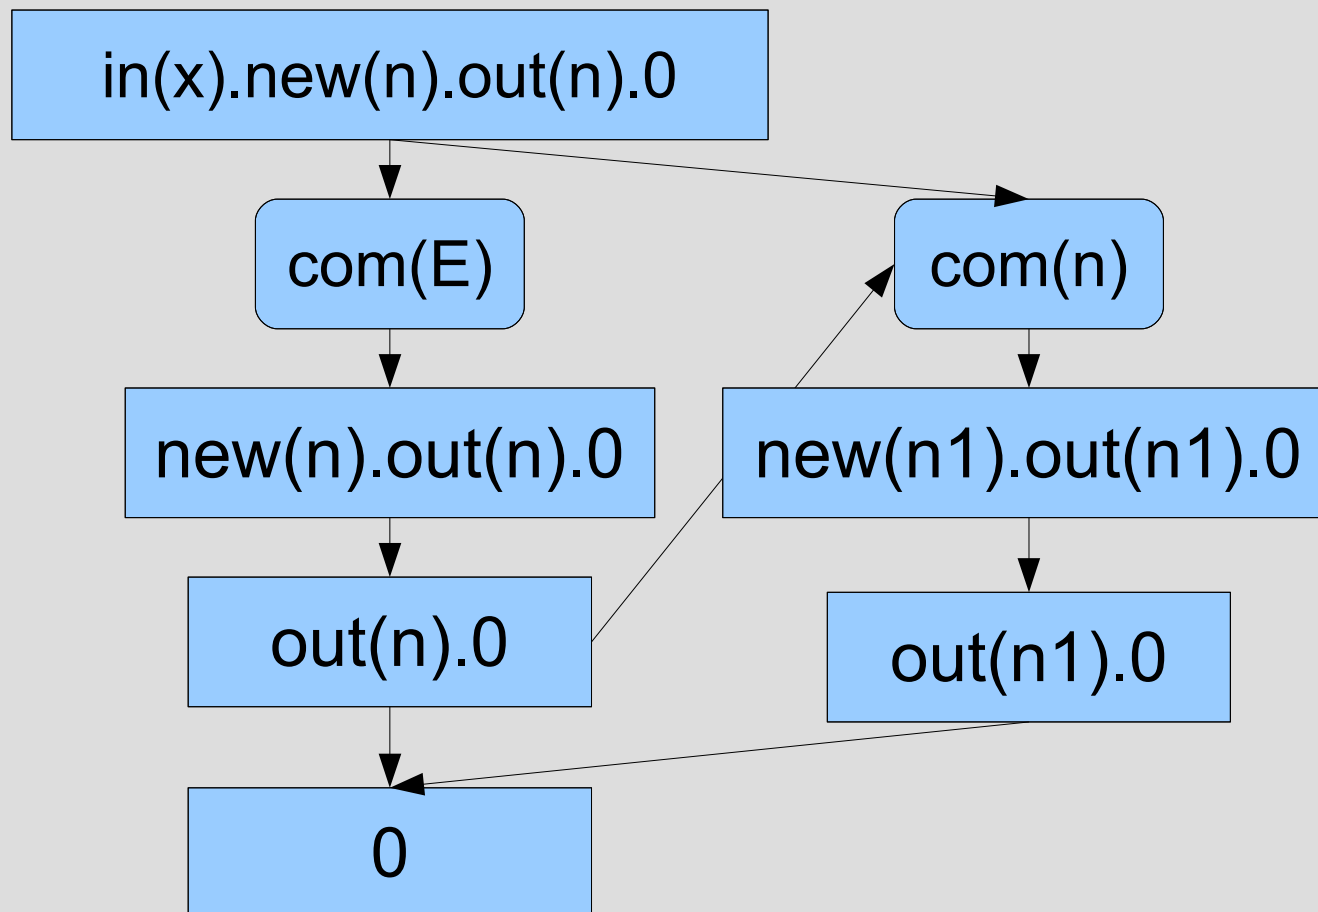 in(x).new(n).out(n).0
com(E)
com(n)
new(n).out(n).0
new(n1).out(n1).0
out(n).0
out(n1).0
0